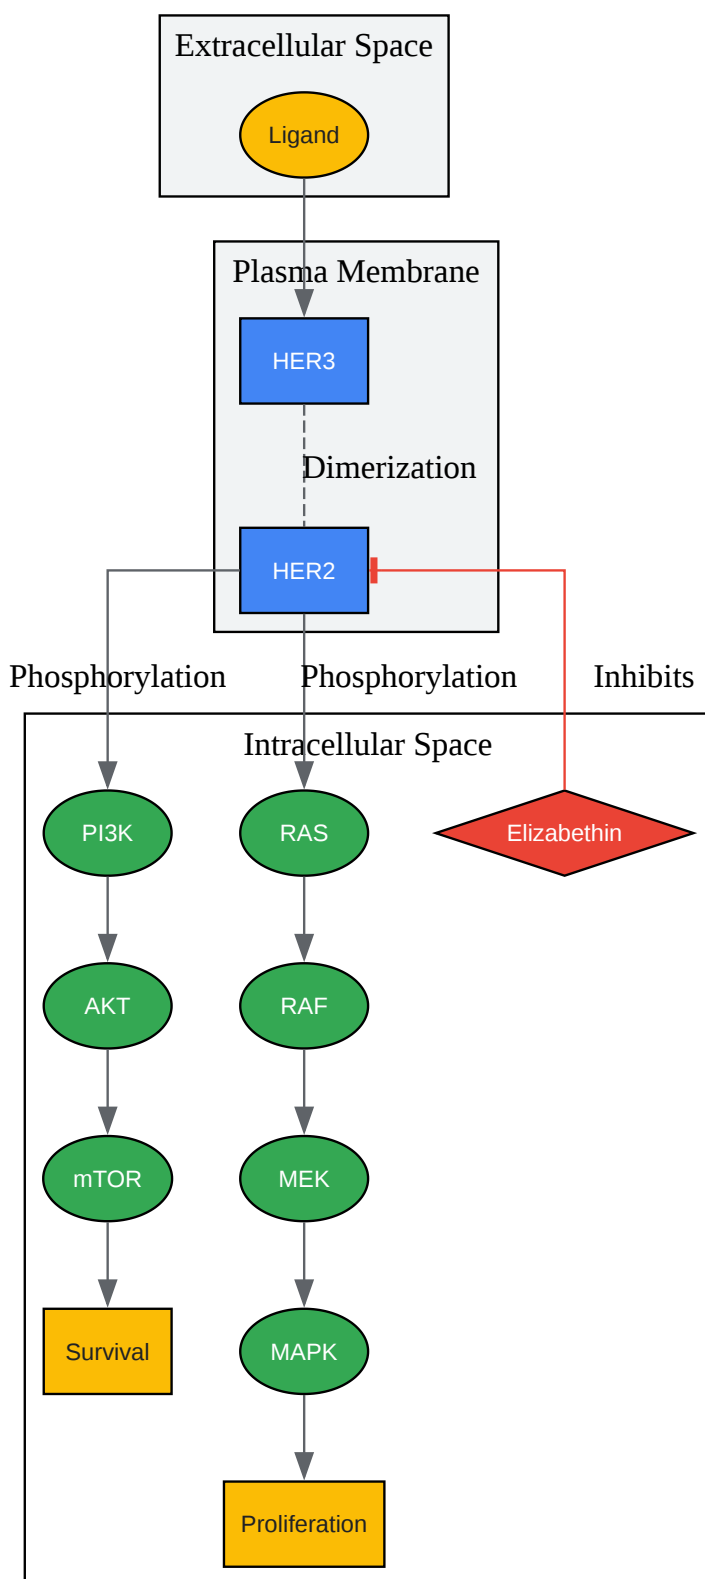 Extracellular Space
Ligand
Plasma Membrane
HER3
Dimerization
HER2
Phosphorylation
Phosphorylation
Inhibits
Intracellular Space
PI3K
RAS
Elizabethin
AKT
RAF
mTOR
MEK
Survival
MAPK
Proliferation